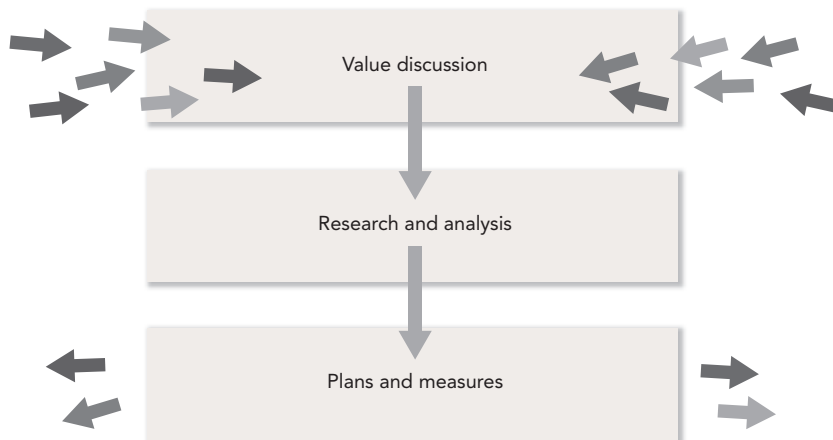 Value discussion
Research and analysis
Plans and measures